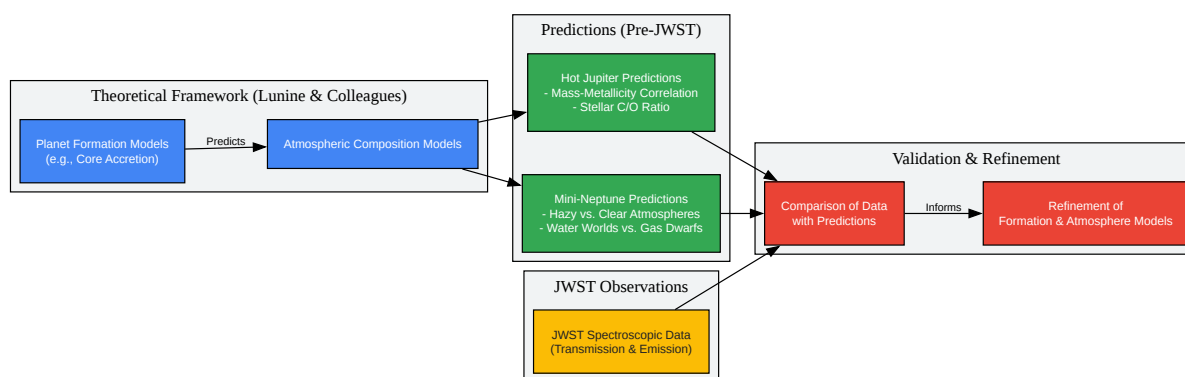 Theoretical Framework (Lunine & Colleagues)
Planet Formation Models
(e.g., Core Accretion)
Predicts
Atmospheric Composition Models
Predictions (Pre-JWST)
Hot Jupiter Predictions
- Mass-Metallicity Correlation
- Stellar C/O Ratio
Mini-Neptune Predictions
- Hazy vs. Clear Atmospheres
- Water Worlds vs. Gas Dwarfs
JWST Observations
JWST Spectroscopic Data
(Transmission & Emission)
Validation & Refinement
Comparison of Data
with Predictions
Informs
Refinement of
Formation & Atmosphere Models